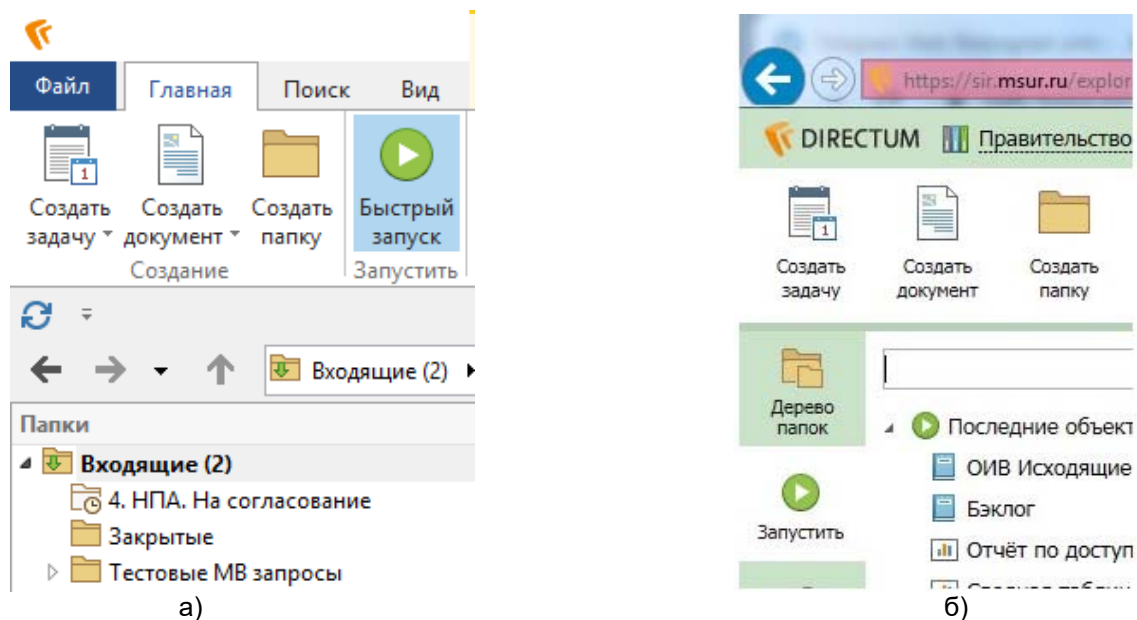 Файл Главная Поиск Вид
Создать задачу
Создать документ
Создать папку
Быстрый запуск
Создание
Запустить
Входящие (2)
Папки
Входящие (2)
4. НПА. На согласование
Закрытые
Тестовые МВ запросы
а)
https://sir.msur.ru/explor
DIRECTUM Правительство
Создать задачу
Создать документ
Создать папку
Дерево папок
Запустить
Последние объект
ОИВ Исходящие
Бэклог
Отчёт по доступ
б)